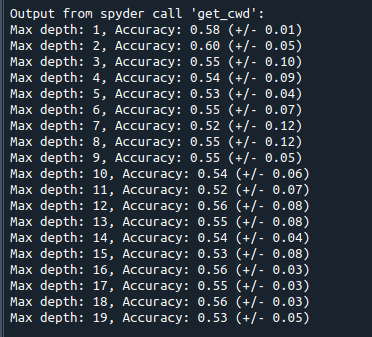 Output from spyder call 'get_cwd':
Max depth: 1, Accuracy: 0.58 (+/- 0.01)
Max depth: 2, Accuracy: 0.60 (+/- 0.05)
Max depth: 3, Accuracy: 0.55 (+/- 0.10)
Max depth: 4, Accuracy: 0.54 (+/- 0.09)
Max depth: 5, Accuracy: 0.53 (+/- 0.04)
Max depth: 6, Accuracy: 0.55 (+/- 0.07)
Max depth: 7, Accuracy: 0.52 (+/- 0.12)
Max depth: 8, Accuracy: 0.55 (+/- 0.12)
Max depth: 9, Accuracy: 0.55 (+/- 0.05)
Max depth: 10, Accuracy: 0.54 (+/- 0.06)
Max depth: 11, Accuracy: 0.52 (+/- 0.07)
Max depth: 12, Accuracy: 0.56 (+/- 0.08)
Max depth: 13, Accuracy: 0.55 (+/- 0.08)
Max depth: 14, Accuracy: 0.54 (+/- 0.04)
Max depth: 15, Accuracy: 0.53 (+/- 0.08)
Max depth: 16, Accuracy: 0.56 (+/- 0.03)
Max depth: 17, Accuracy: 0.55 (+/- 0.03)
Max depth: 18, Accuracy: 0.56 (+/- 0.03)
Max depth: 19, Accuracy: 0.53 (+/- 0.05)